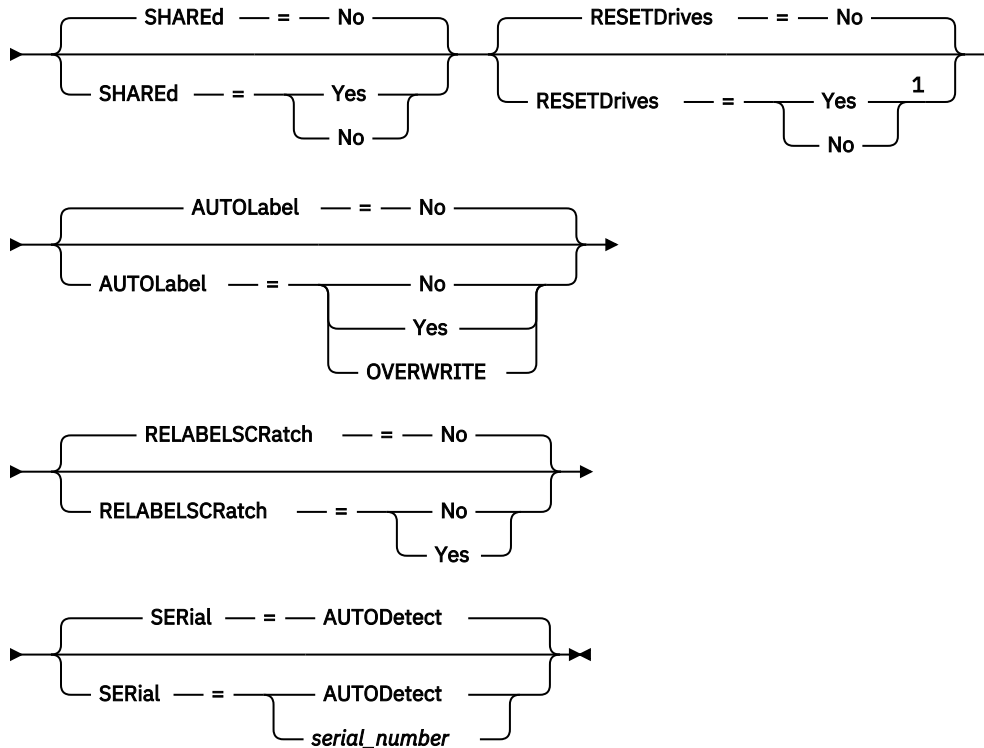 SHAREd = No RESETDrives = No
SHAREd = Yes RESETDrives = Yes 1
No No
AUTOLabel = No
AUTOLabel = No
Yes
OVERWRITE
RELABELSCRatch = No
RELABELSCRatch = No
Yes
SERial = AUTODetect
SERial = AUTODetect
serial_number